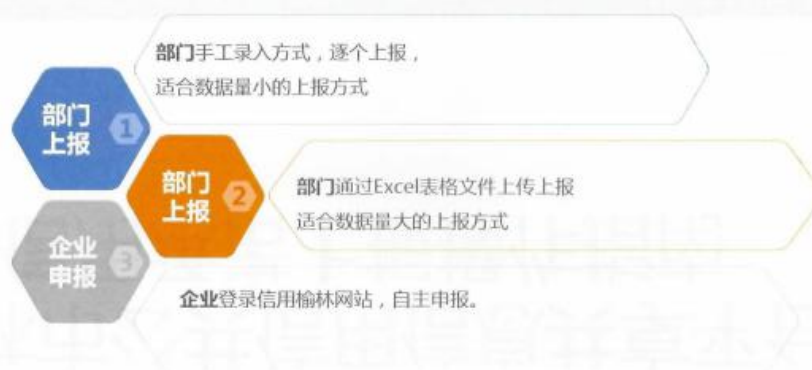 部门手工录入方式，逐个上报，
适合数据量小的上报方式
部门
上报
1
部门
上报
2
部门通过Excel表格文件上传上报
适合数据量大的上报方式
企业
申报
3
企业登录信用榆林网站，自主申报。